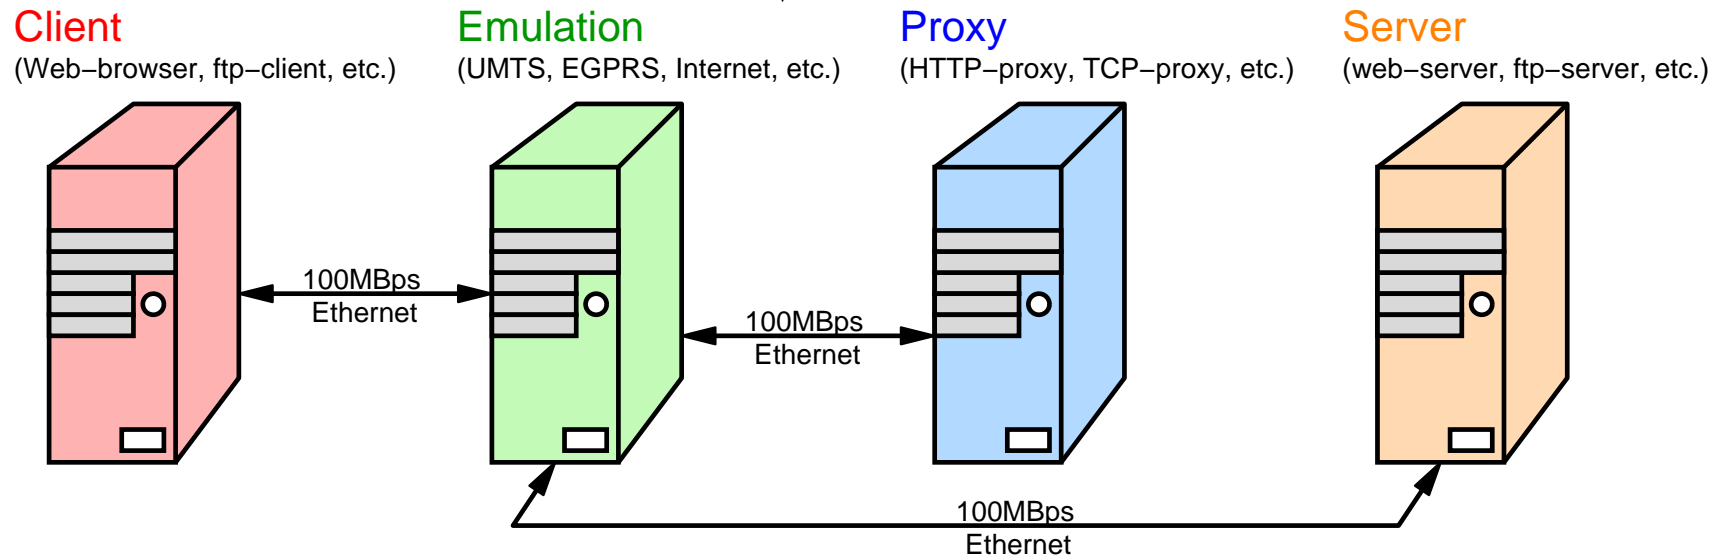 Client
(Web−browser, ftp−client, etc.)
Emulation
(UMTS, EGPRS, Internet, etc.)
Proxy
(HTTP−proxy, TCP−proxy, etc.)
Server
(web−server, ftp−server, etc.)
100MBps
Ethernet
100MBps
Ethernet
100MBps
Ethernet